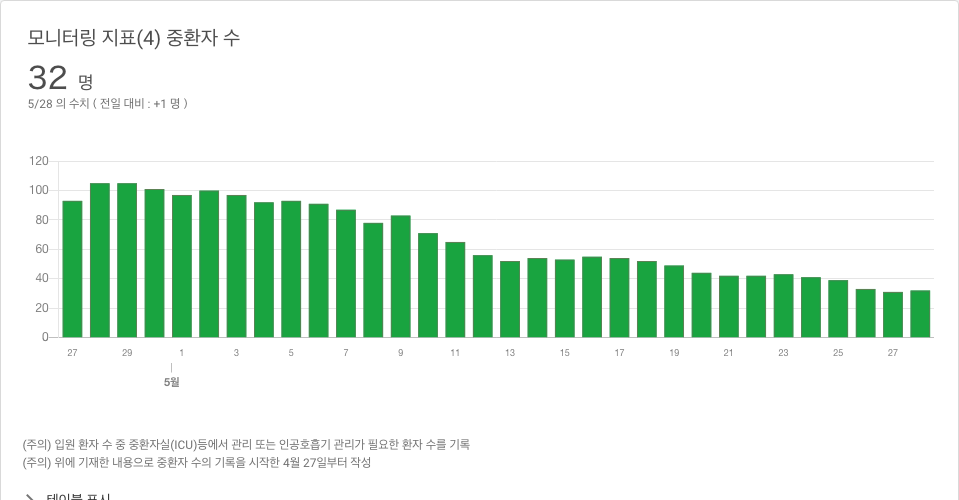 모니터링 지표(4) 중환자 수
32 명
5/28 의 수치 ( 전일 대비 : +1 명 )
120
100
80
60
40
20
0
27 29 1 3 5 7 9 11 13 15 17 19 21 23 25 27
5월
(주의) 입원 환자 수 중 중환자실(ICU)등에서 관리 또는 인공호흡기 관리가 필요한 환자 수를 기록
(주의) 위에 기재한 내용으로 중환자 수의 기록을 시작한 4월 27일부터 작성
테이블 표시